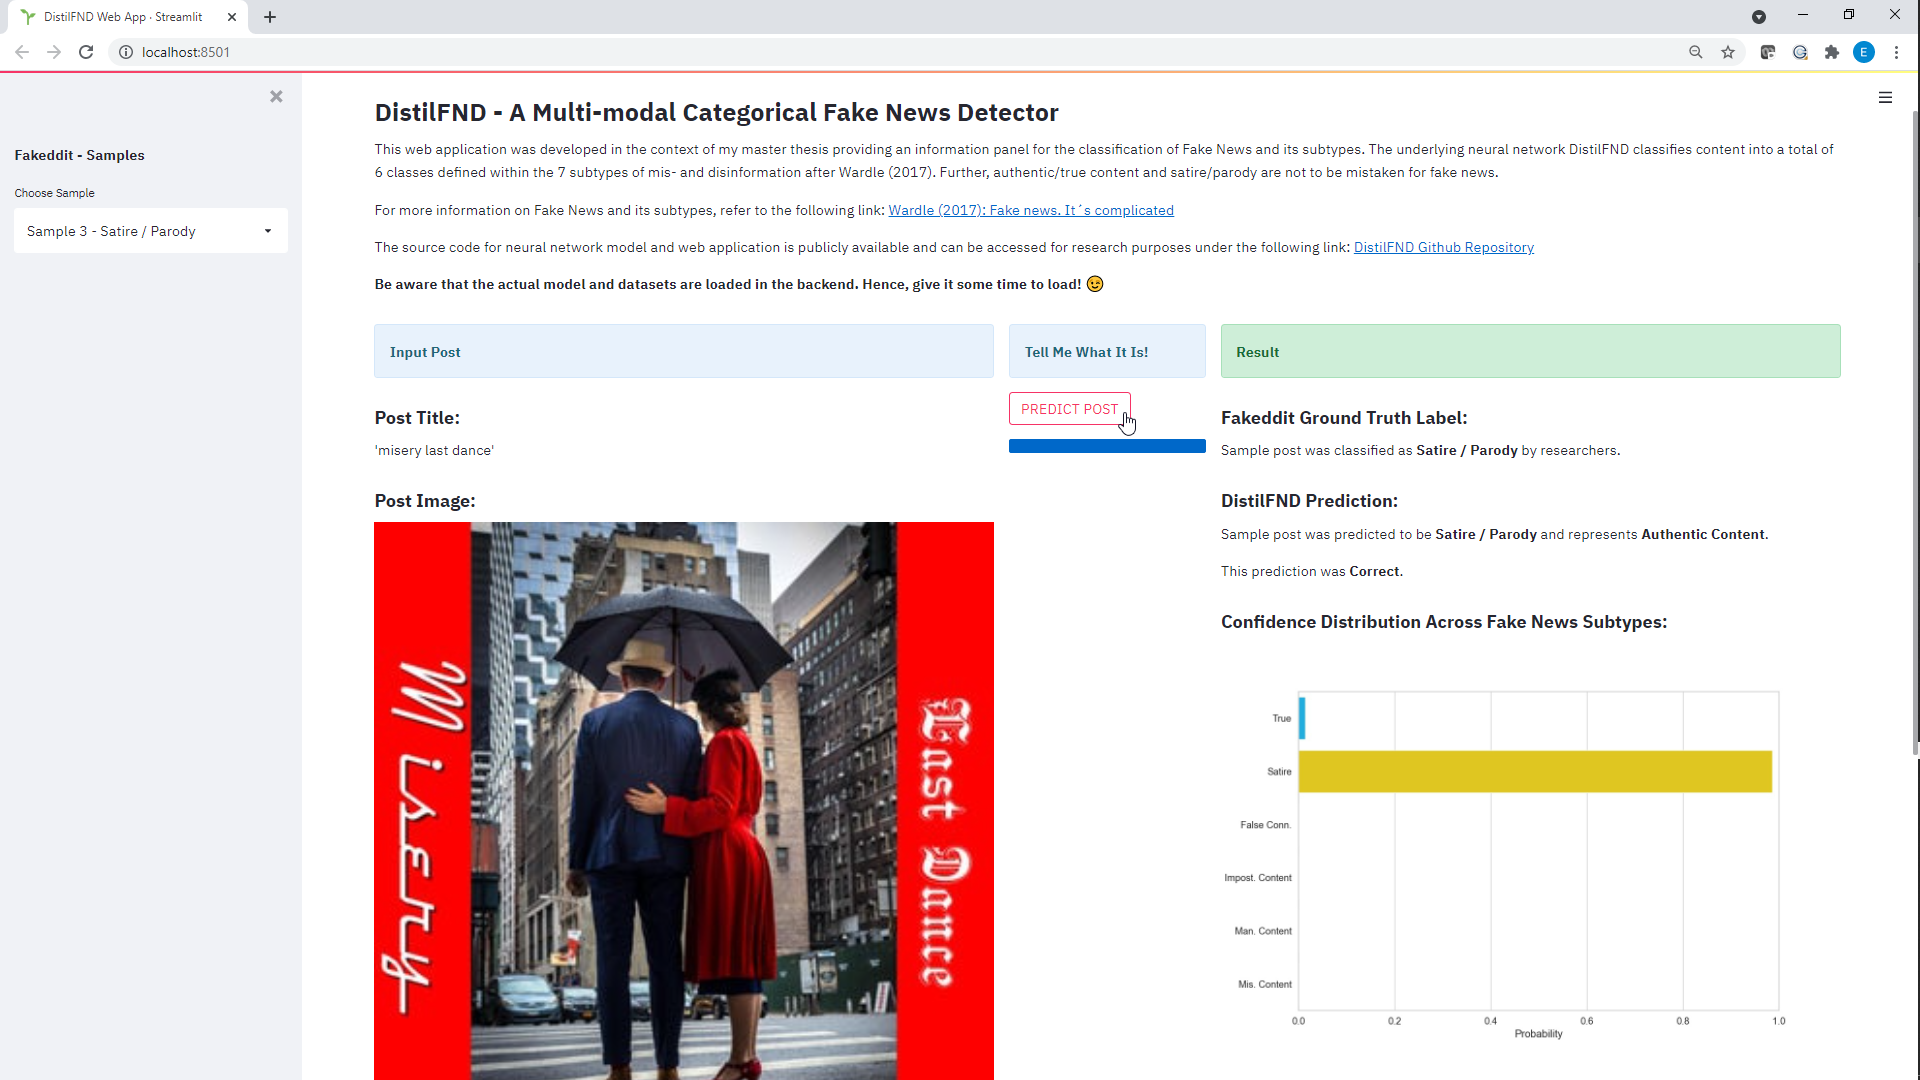 DistilFND Web App · Streamlit
localhost:8501
E
Fakeddit - Samples
Choose Sample
Sample 3 - Satire / Parody
DistilFND - A Multi-modal Categorical Fake News Detector
This web application was developed in the context of my master thesis providing an information panel for the classification of Fake News and its subtypes. The underlying neural network DistilFND classifies content into a total of
6 classes defined within the 7 subtypes of mis- and disinformation after Wardle (2017). Further, authentic/true content and satire/parody are not to be mistaken for fake news.
For more information on Fake News and its subtypes, refer to the following link: Wardle (2017): Fake news. It´s complicated
The source code for neural network model and web application is publicly available and can be accessed for research purposes under the following link: DistilFND Github Repository
Be aware that the actual model and datasets are loaded in the backend. Hence, give it some time to load! 😉
Input Post
Tell Me What It Is!
Result
Post Title:
'misery last dance'
Post Image:
Misery
Last Dance
PREDICT POST
Fakeddit Ground Truth Label:
Sample post was classified as Satire / Parody by researchers.
DistilFND Prediction:
Sample post was predicted to be Satire / Parody and represents Authentic Content.
This prediction was Correct.
Confidence Distribution Across Fake News Subtypes:
True
Satire
False Conn.
Impost. Content
Man. Content
Mis. Content
0.0 0.2 0.4 0.6 0.8 1.0
Probability